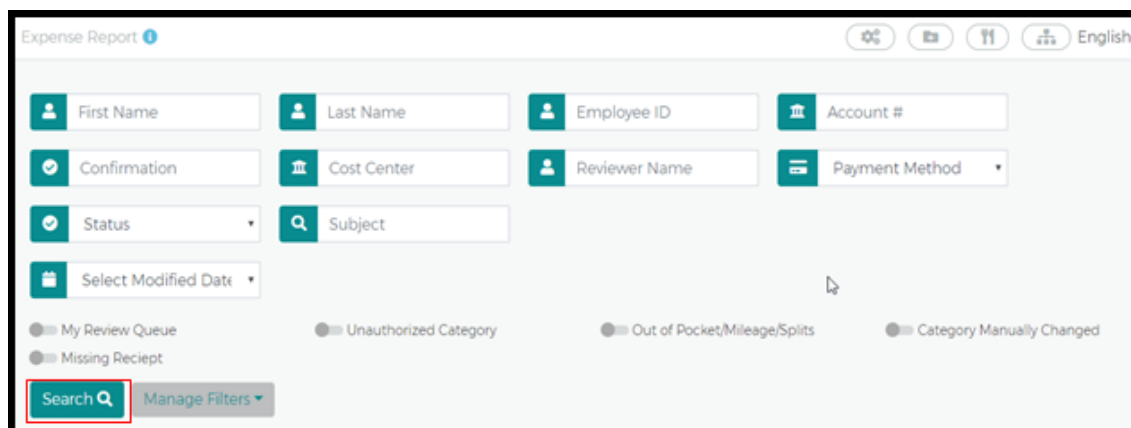 Expense Report
English
First Name Last Name Employee ID Account #
Confirmation Cost Center Reviewer Name Payment Method
Status Subject
Select Modified Date
My Review Queue Unauthorized Category Out of Pocket/Mileage/Splits Category Manually Changed
Missing Reciept
Search Manage Filters